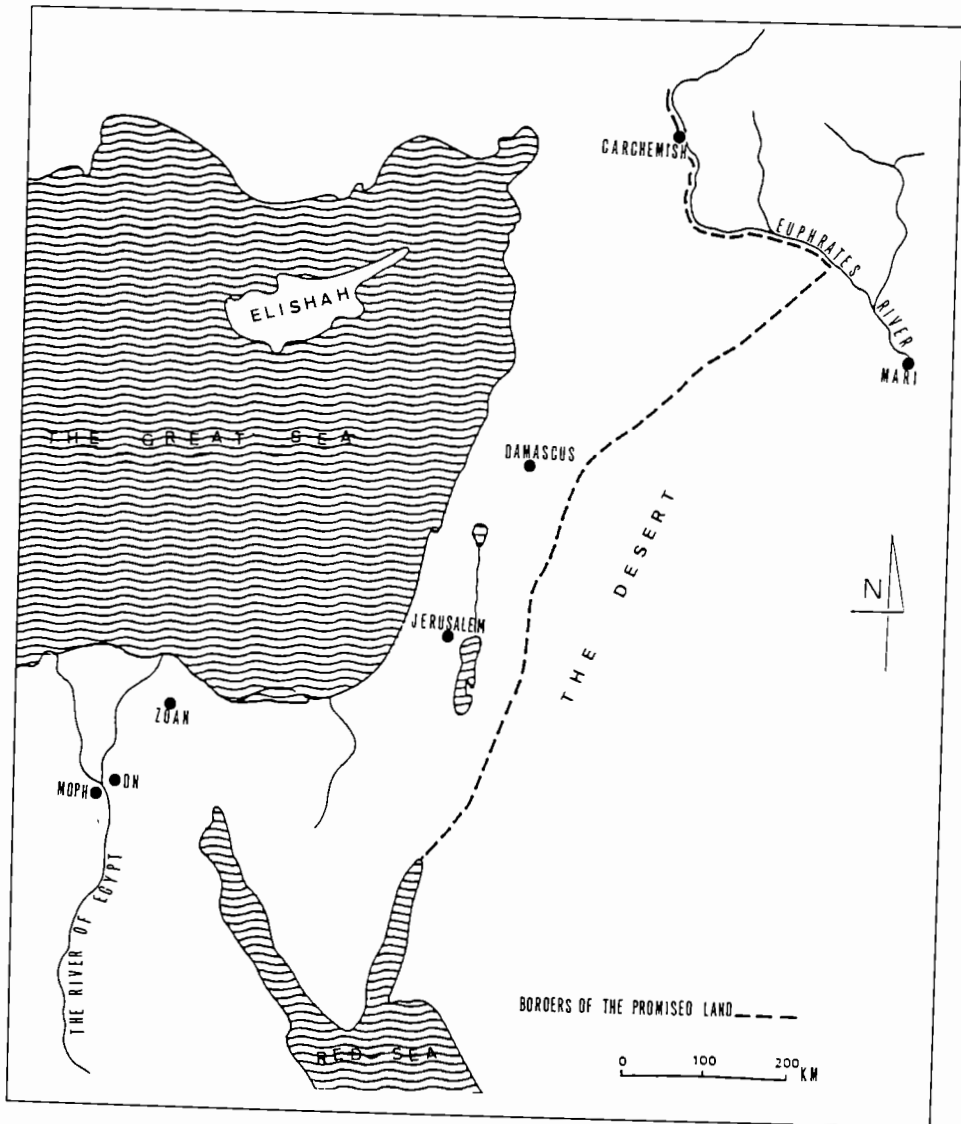 CARCHEMISH
EUPHRATES RIVER
MARI
ELISHAH
THE GREAT SEA
DAMASCUS
THE DESERT
N
JERUSALEM
ZOAN
MOPH
ON
THE RIVER OF EGYPT
RED SEA
BORDERS OF THE PROMISED LAND
0 100 200 KM